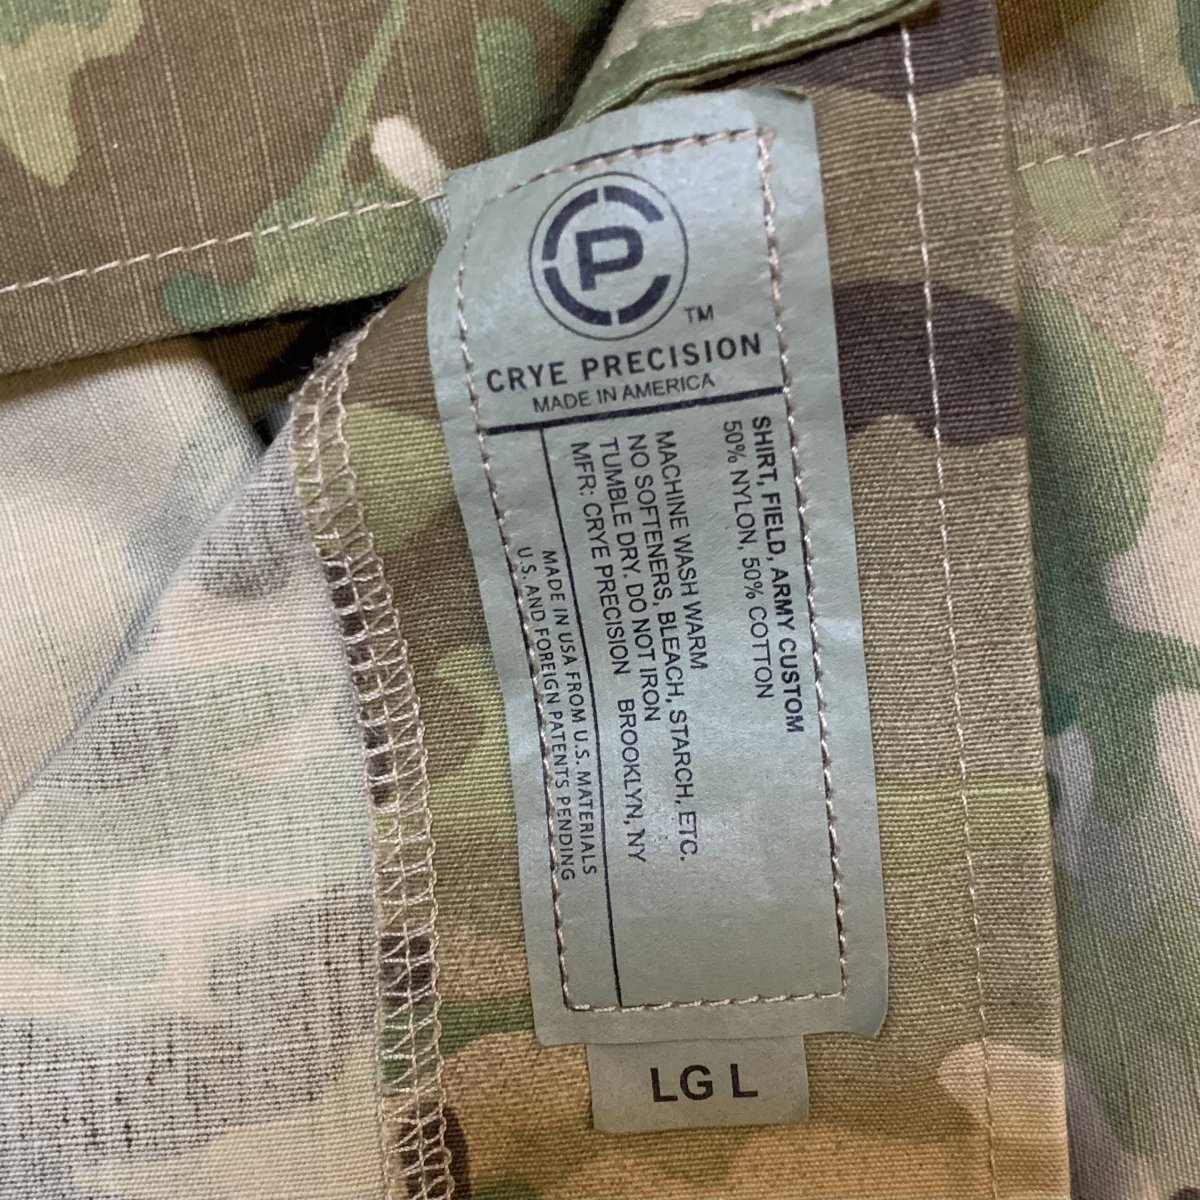 CP
TM
CRYE PRECISION
MADE IN AMERICA
SHIRT, FIELD, ARMY CUSTOM
50% NYLON, 50% COTTON
MACHINE WASH WARM
NO SOFTENERS, BLEACH, STARCH, ETC.
TUMBLE DRY. DO NOT IRON
MFR: CRYE PRECISION BROOKLYN, NY
MADE IN USA FROM U.S. MATERIALS
U.S. AND FOREIGN PATENTS PENDING
LG L